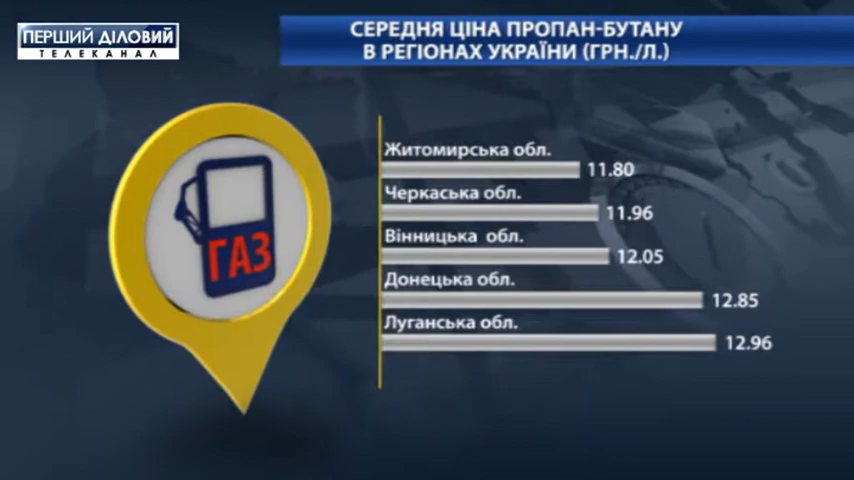 ПЕРШИЙ ДІЛОВИЙ
ТЕЛЕКАНАЛ
СЕРЕДНЯ ЦІНА ПРОПАН-БУТАНУ
В РЕГІОНАХ УКРАЇНИ (ГРН./Л.)
Житомирська обл.
11.80
Черкаська обл.
11.96
Вінницька обл.
12.05
Донецька обл.
12.85
Луганська обл.
12.96
ГАЗ